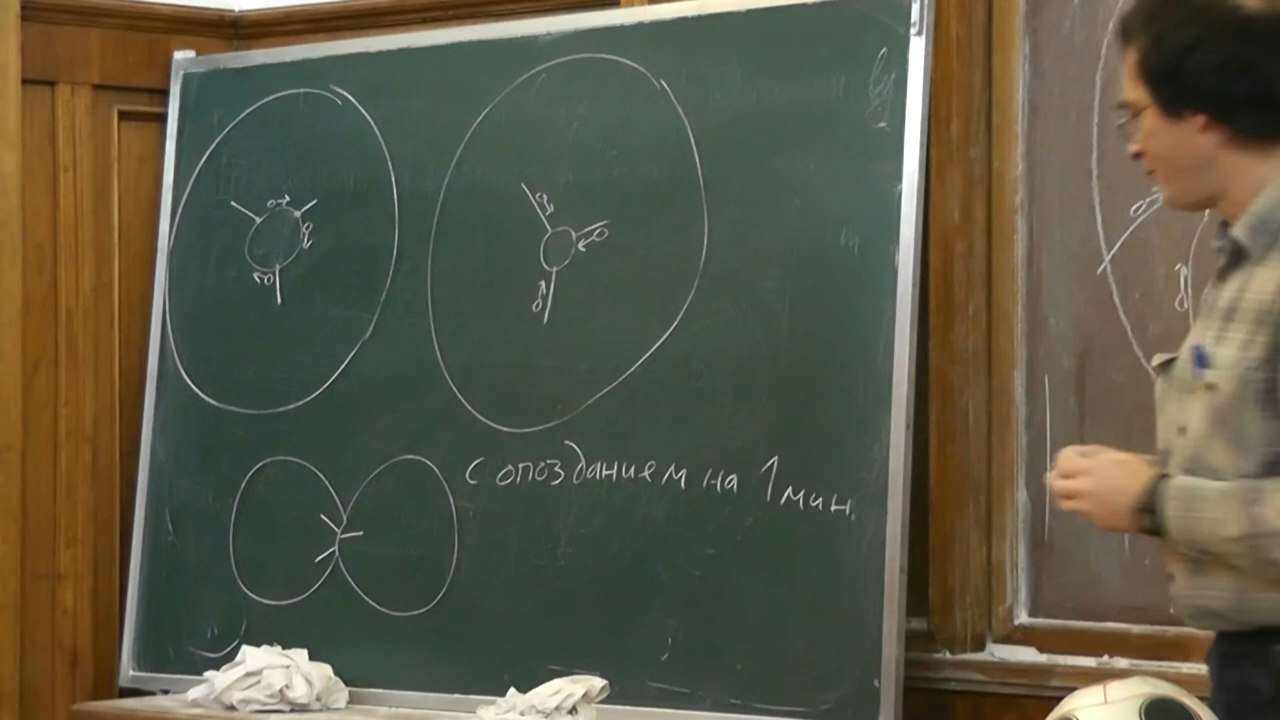 с опозданием на 1 мин.